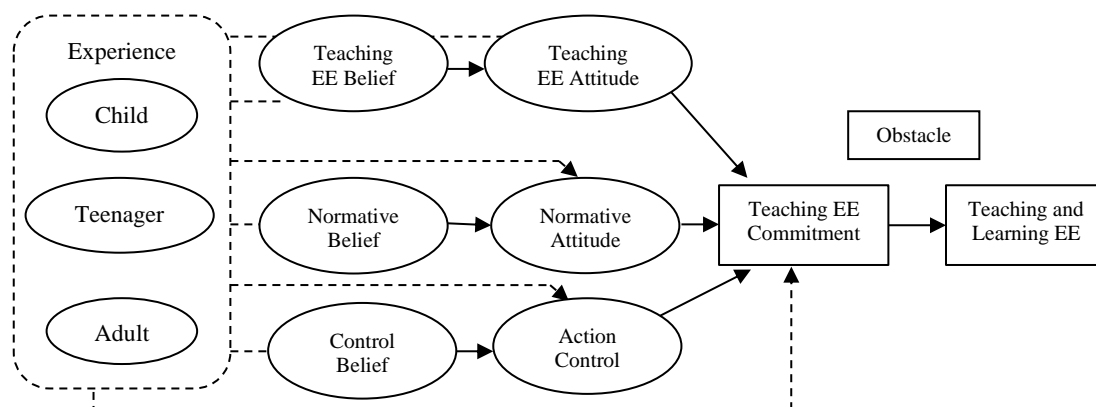 Experience
Child
Teenager
Adult
Teaching
EE Belief
Teaching
EE Attitude
Normative
Belief
Normative
Attitude
Control
Belief
Action
Control
Obstacle
Teaching EE
Commitment
Teaching and
Learning EE